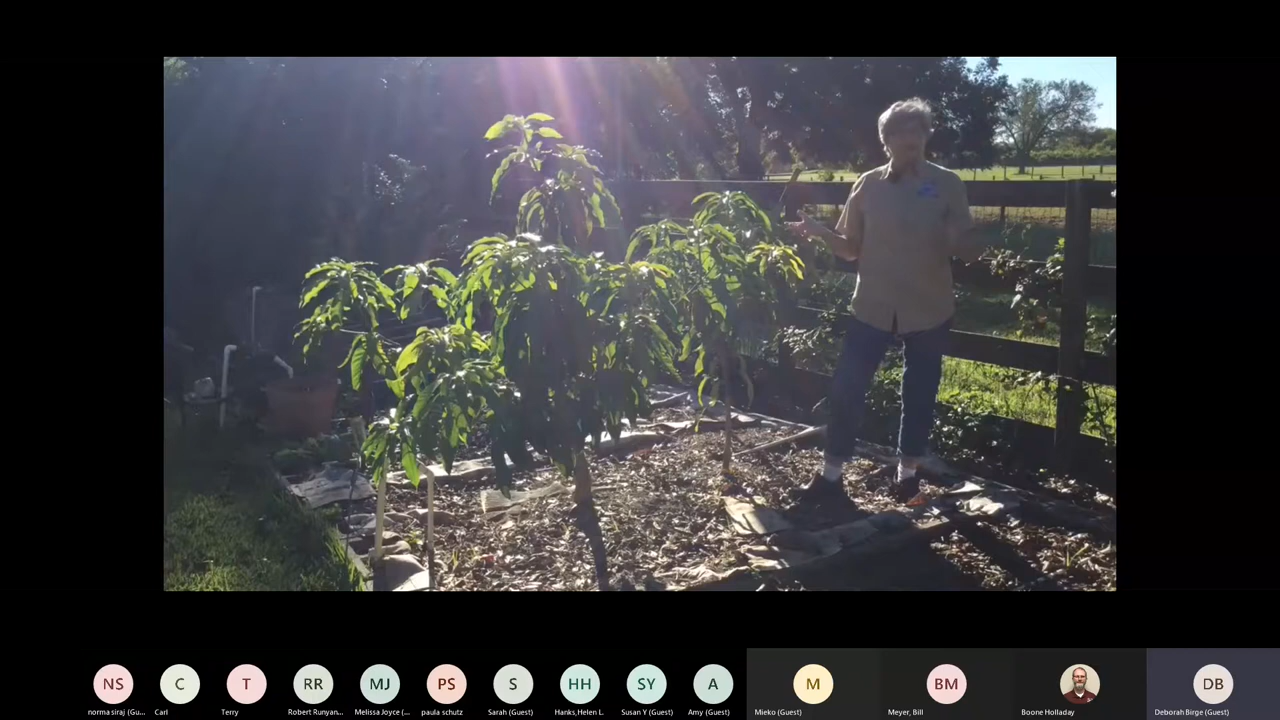 NS
C
T
RR
MJ
PS
S
HH
SY
A
M
BM
DB
norma siraj (Gu...
Carl
Terry
Robert Runyan...
Melissa Joyce (...
paula schutz
Sarah (Guest)
Hanks,Helen L.
Susan Y (Guest)
Amy (Guest)
Mieko (Guest)
Meyer, Bill
Boone Holladay
Deborah Birge (Guest)